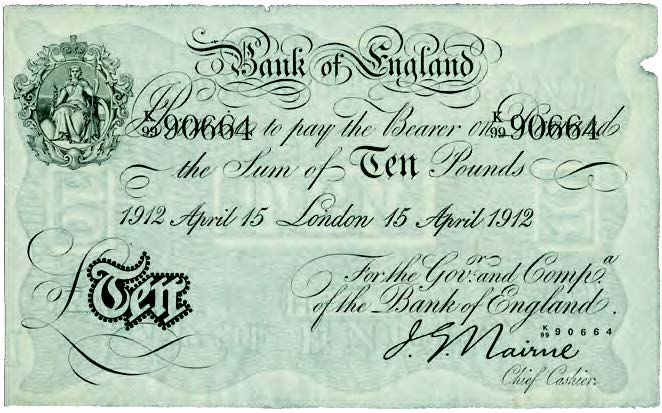 Bank of England
K/99 90664 to pay the Bearer on K/99 90664
the Sum of Ten Pounds
1912 April 15 London 15 April 1912
For the Govr. and Compa.
of the Bank of England.
£ Ten
K/99 90664
J. G. Nairne
Chief Cashier.